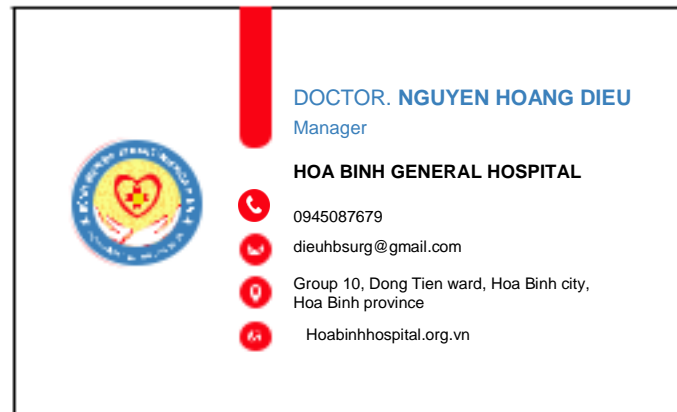 DOCTOR. NGUYEN HOANG DIEU
Manager
HOA BINH GENERAL HOSPITAL
0945087679
dieuhbsurg@gmail.com
Group 10, Dong Tien ward, Hoa Binh city,
Hoa Binh province
Hoabinhhospital.org.vn